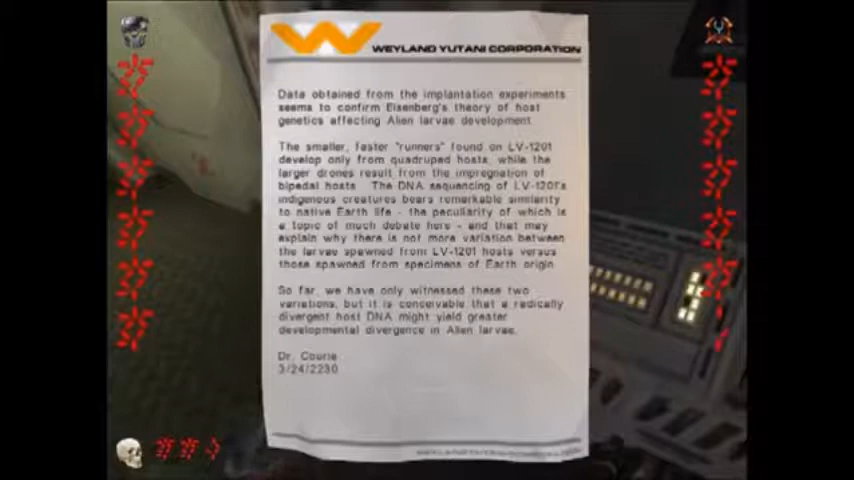 WEYLAND YUTANI CORPORATION
Data obtained from the implantation experiments
seems to confirm Eisenberg's theory of host
genetics affecting Alien larvae development.
The smaller, faster "runners" found on LV-1201
develop only from quadruped hosts, while the
larger drones result from the impregnation of
bipedal hosts. The DNA sequencing of LV-1201's
indigenous creatures bears remarkable similarity
to native Earth life - the peculiarity of which is
a topic of much debate here - and that may
explain why there is not more variation between
the larvae spawned from LV-1201 hosts versus
those spawned from specimens of Earth origin.
So far, we have only witnessed these two
variations, but it is conceivable that a radically
divergent host DNA might yield greater
developmental divergence in Alien larvae.
Dr. Courie
3/24/2230